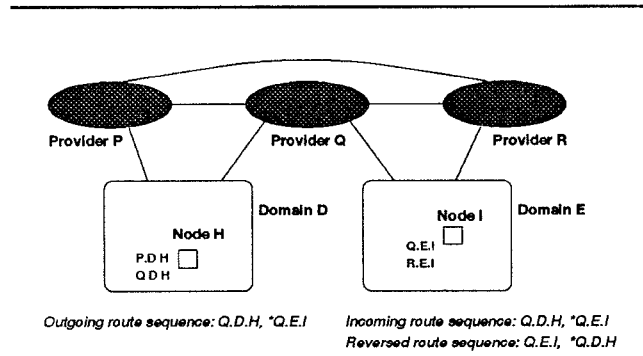 Provider P
Provider Q
Provider R
Domain D
Node H
P.D H
Q D H
Domain E
Node I
Q.E.I
R.E.I
Outgoing route sequence: Q.D.H, *Q.E.I
Incoming route sequence: Q.D.H, *Q.E.I
Reversed route sequence: Q.E.I, *Q.D.H